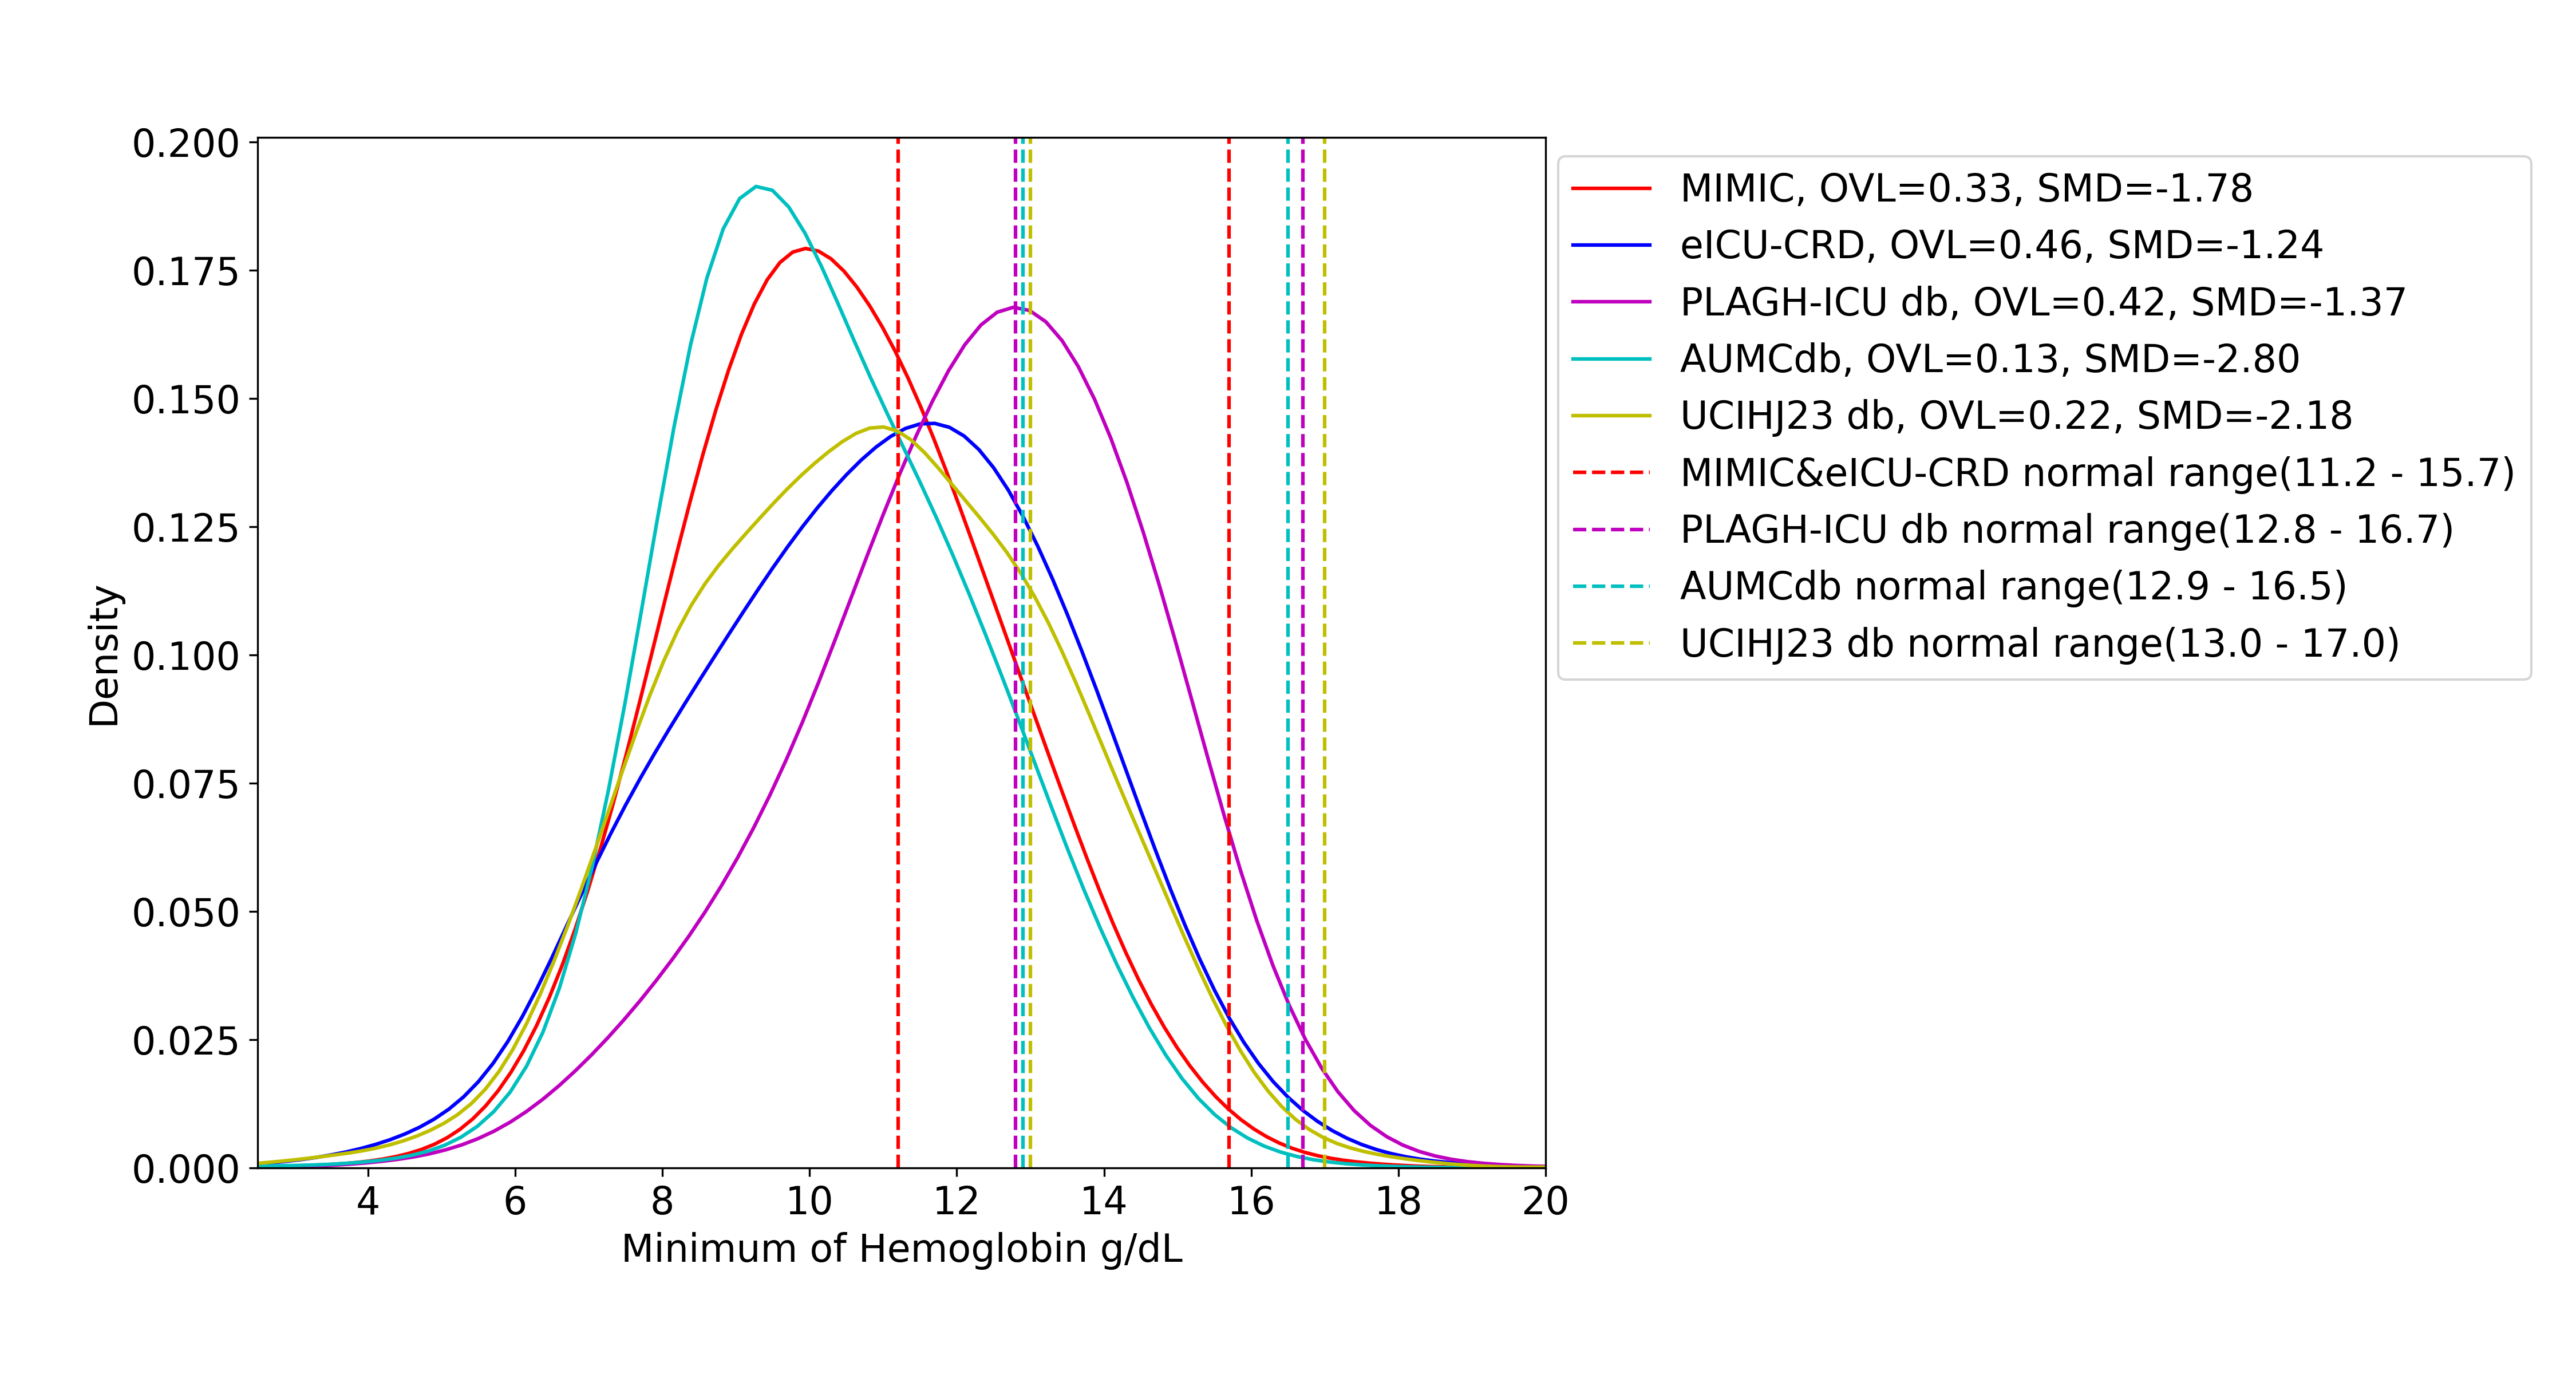 0.200
0.175
0.150
0.125
0.100
0.075
0.050
0.025
0.000
Density
4 6 8 10 12 14 16 18 20
Minimum of Hemoglobin g/dL
MIMIC, OVL=0.33, SMD=-1.78
eICU-CRD, OVL=0.46, SMD=-1.24
PLAGH-ICU db, OVL=0.42, SMD=-1.37
AUMCdb, OVL=0.13, SMD=-2.80
UCIHJ23 db, OVL=0.22, SMD=-2.18
MIMIC&eICU-CRD normal range(11.2 - 15.7)
PLAGH-ICU db normal range(12.8 - 16.7)
AUMCdb normal range(12.9 - 16.5)
UCIHJ23 db normal range(13.0 - 17.0)